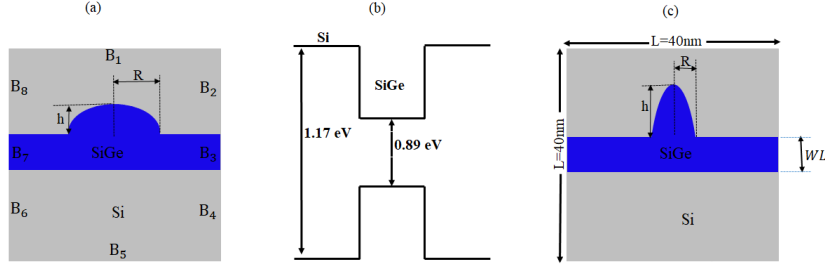 (a)
B₁
B₈
R
B₂
h
B₇
SiGe
B₃
B₆
Si
B₄
B₅
(b)
Si
SiGe
1.17 eV
0.89 eV
(c)
L=40nm
R
h
L=40nm
SiGe
WL
Si